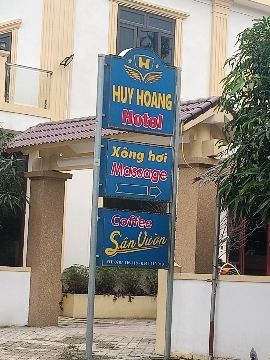 H
HUY HOANG
Hotel
Xông hơi
Massage
Coffee
Sân Vườn